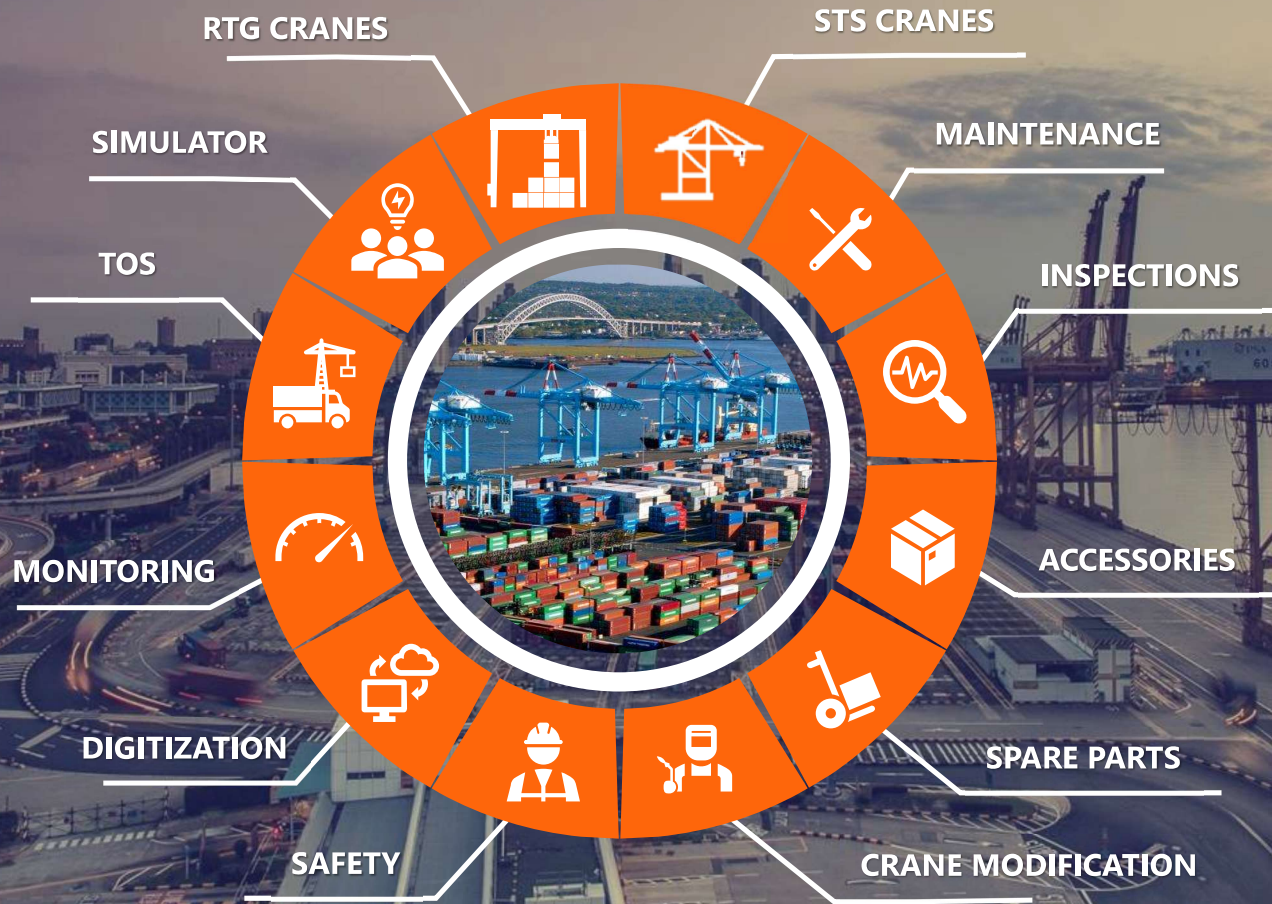 RTG CRANES
STS CRANES
SIMULATOR
MAINTENANCE
TOS
INSPECTIONS
MONITORING
ACCESSORIES
DIGITIZATION
SPARE PARTS
SAFETY
CRANE MODIFICATION